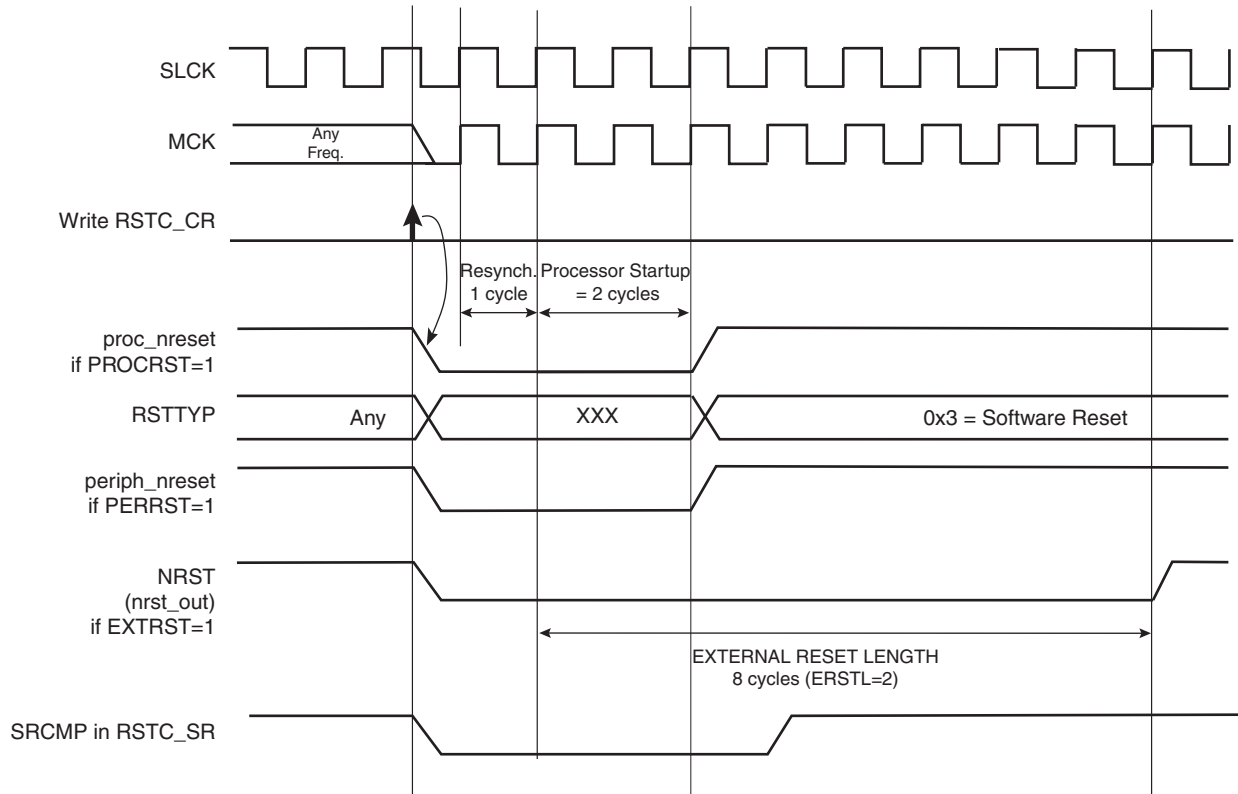 SLCK
MCK
Any
Freq.
Write RSTC_CR
Resynch.
1 cycle
Processor Startup
= 2 cycles
proc_nreset
if PROCRST=1
RSTTYP
Any
XXX
0x3 = Software Reset
periph_nreset
if PERRST=1
NRST
(nrst_out)
if EXTRST=1
EXTERNAL RESET LENGTH
8 cycles (ERSTL=2)
SRCMP in RSTC_SR